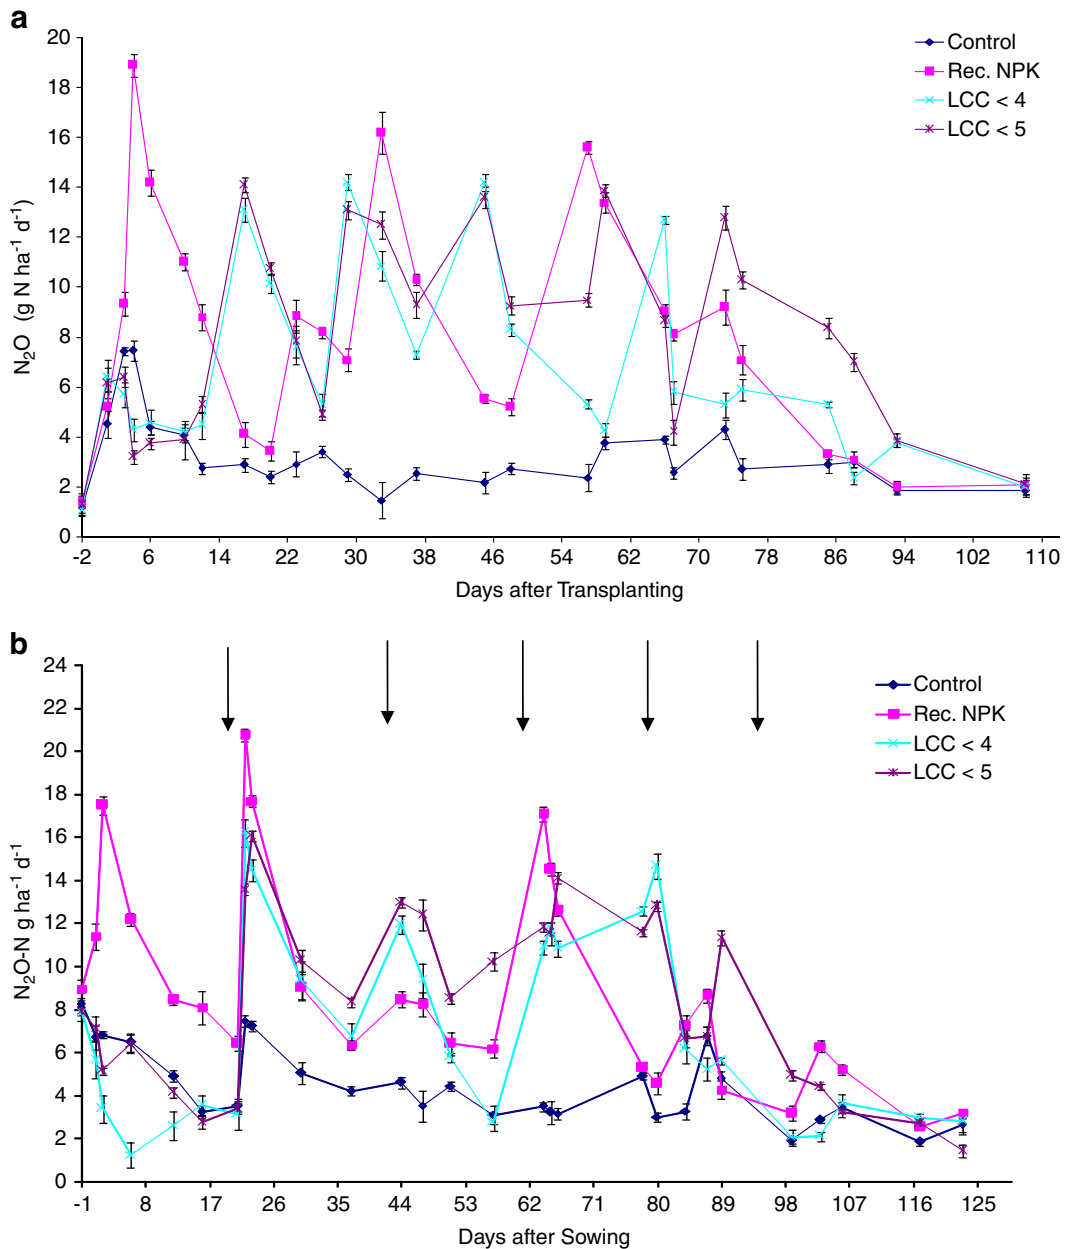 a
20
18
16
14
12
10
8
6
4
2
0
N2O (g N ha-1 d-1)
Control
Rec. NPK
LCC < 4
LCC < 5
-2 6 14 22 30 38 46 54 62 70 78 86 94 102 110
Days after Transplanting
b
24
22
20
18
16
14
12
10
8
6
4
2
0
N2O-N g ha-1 d-1
Control
Rec. NPK
LCC < 4
LCC < 5
-1 8 17 26 35 44 53 62 71 80 89 98 107 116 125
Days after Sowing